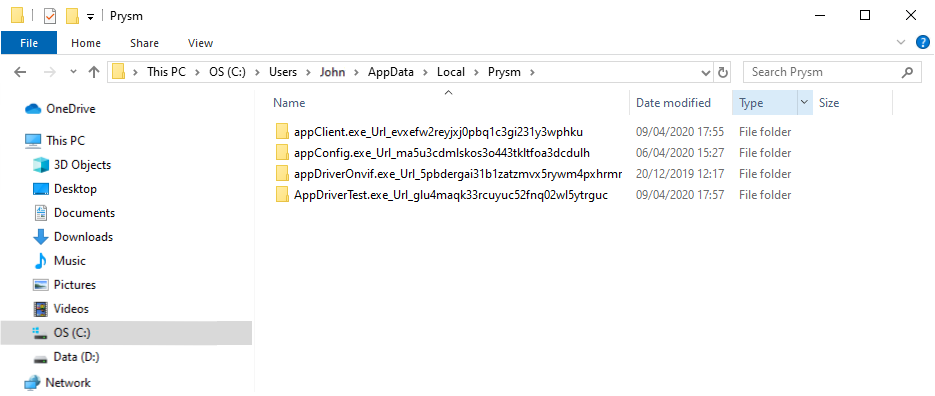 Prysm
File Home Share View
This PC OS (C:) Users John AppData Local Prysm Search Prysm
OneDrive
This PC
3D Objects
Desktop
Documents
Downloads
Music
Pictures
Videos
OS (C:)
Data (D:)
Network
Name Date modified Type Size
appClient.exe_Url_evxefw2reyjxj0pbq1c3gi231y3wphku 09/04/2020 17:55 File folder
appConfig.exe_Url_ma5u3cdmlskos3o443tkltfoa3dcdulh 06/04/2020 15:27 File folder
appDriverOnvif.exe_Url_5pbdergai31b1zatzmvx5rywm4pxhrmr 20/12/2019 12:17 File folder
AppDriverTest.exe_Url_glu4maqk33rcuyuc52fnq02wl5ytrguc 09/04/2020 17:57 File folder